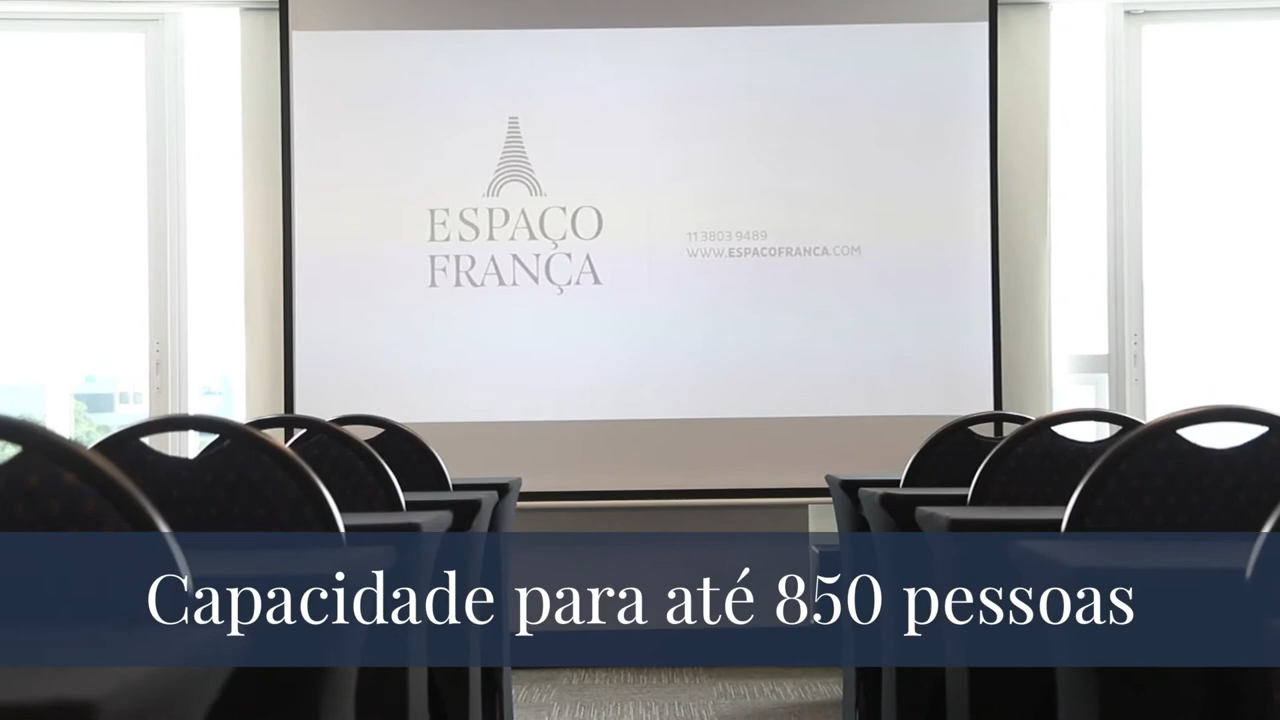 ESPAÇO
FRANÇA
11 3803 9489
WWW.ESPACOFRANCA.COM
Capacidade para até 850 pessoas